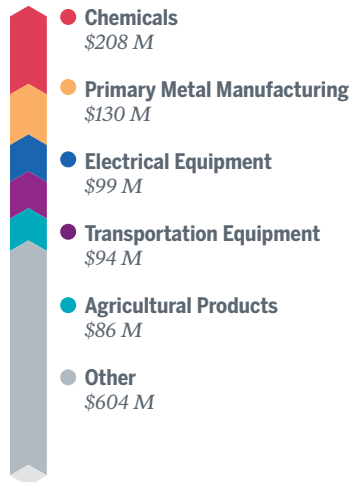 Chemicals
$208 M
Primary Metal Manufacturing
$130 M
Electrical Equipment
$99 M
Transportation Equipment
$94 M
Agricultural Products
$86 M
Other
$604 M